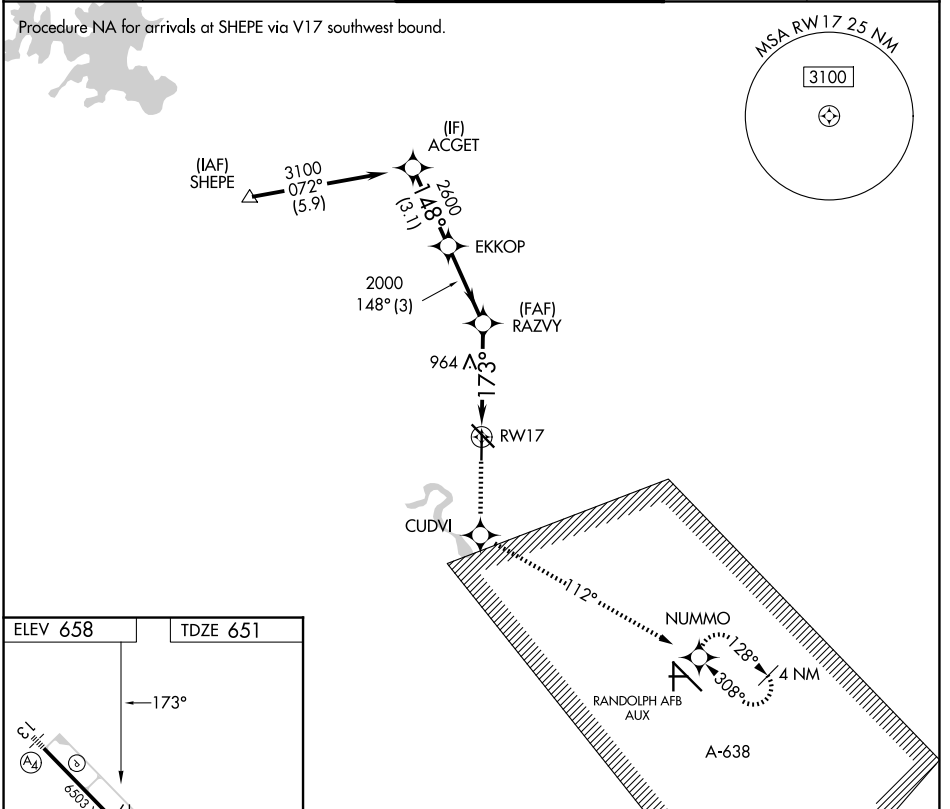 Procedure NA for arrivals at SHEPE via V17 southwest bound.
MSA RW17 25 NM
3100
(IF)
ACGET
(IAF)
SHEPE
3100
072°
(5.9)
2600
148°
(3.1)
EKKOP
2000
148° (3)
(FAF)
RAZVY
964
173°
RW17
CUDVI
112°
NUMMO
128°
4 NM
308°
RANDOLPH AFB
AUX
A-638
ELEV 658
TDZE 651
173°
13
A4
P
6503